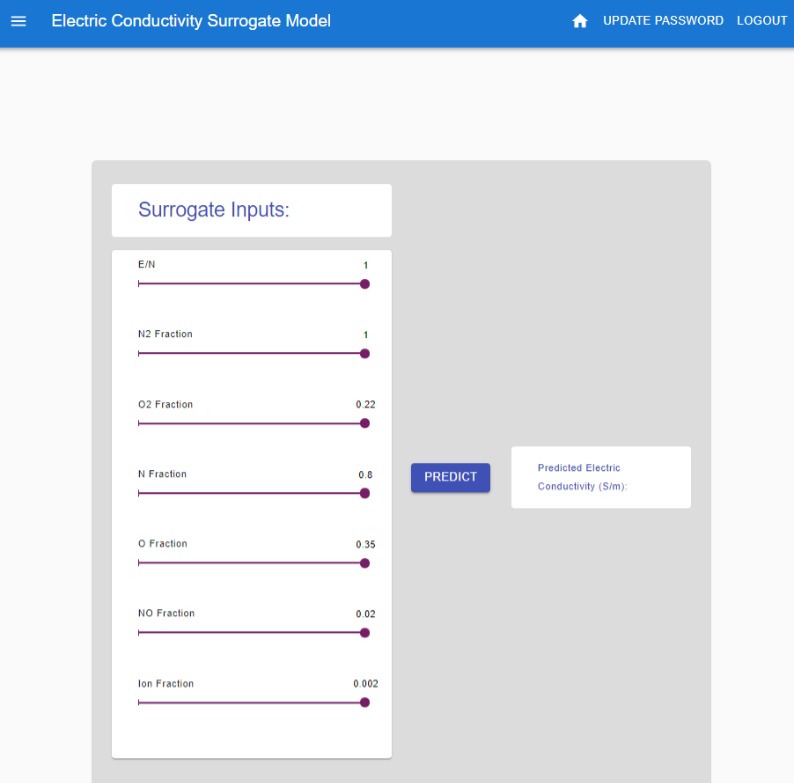 Electric Conductivity Surrogate Model
UPDATE PASSWORD
LOGOUT
Surrogate Inputs:
E/N 1
N2 Fraction 1
O2 Fraction 0.22
N Fraction 0.8
O Fraction 0.35
NO Fraction 0.02
Ion Fraction 0.002
PREDICT
Predicted Electric
Conductivity (S/m):